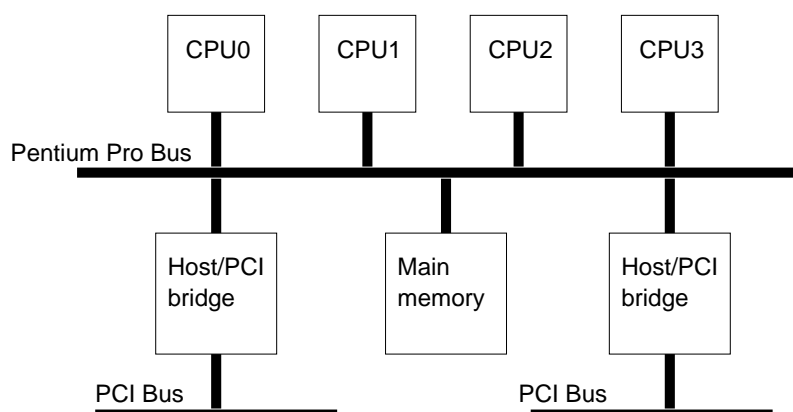 CPU0
CPU1
CPU2
CPU3
Pentium Pro Bus
Host/PCI
bridge
Main
memory
Host/PCI
bridge
PCI Bus
PCI Bus